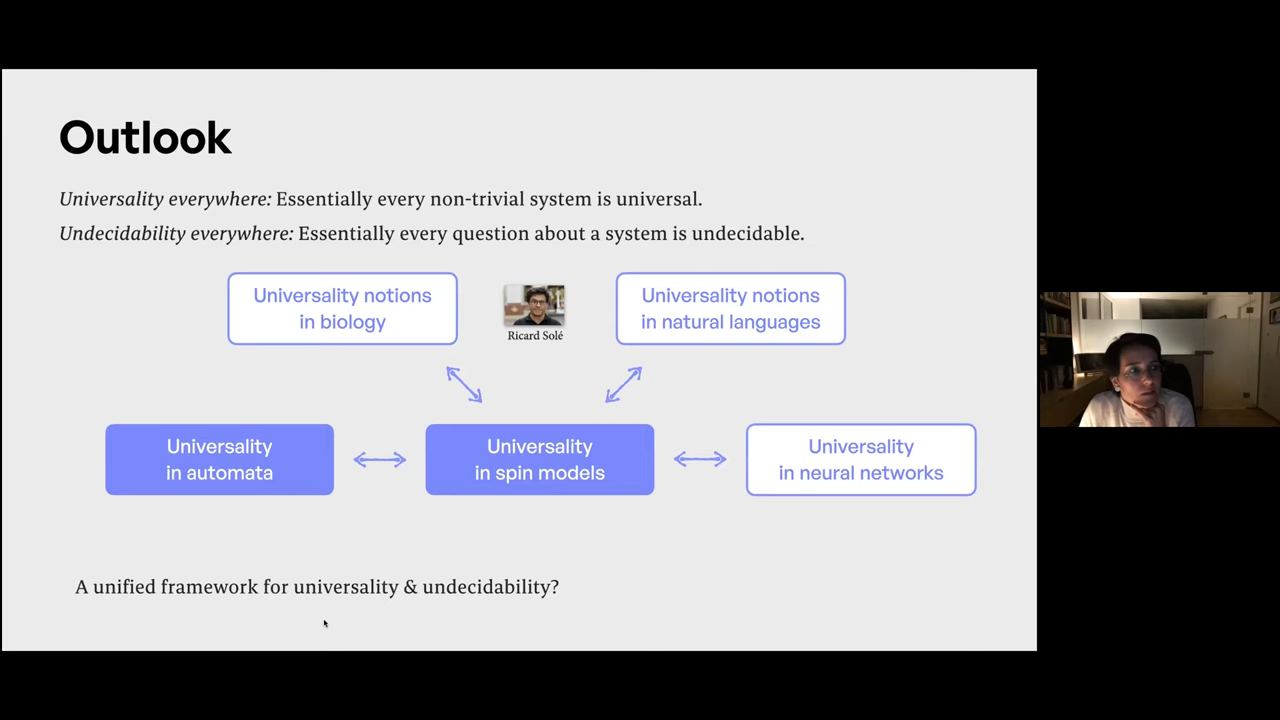 Outlook
Universality everywhere: Essentially every non-trivial system is universal.
Undecidability everywhere: Essentially every question about a system is undecidable.
Universality notions
in biology
Ricard Solé
Universality notions
in natural languages
Universality
in automata
Universality
in spin models
Universality
in neural networks
A unified framework for universality & undecidability?